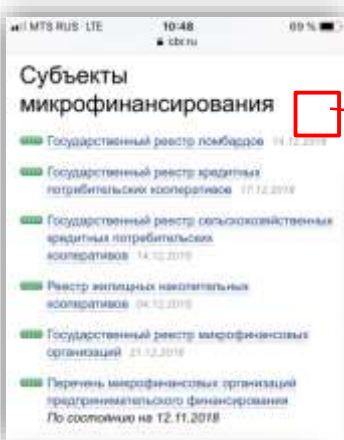 MTS RUS LTE 10:48 69 %
cbr.ru
Субъекты
микрофинансирования
Государственный реестр ломбардов 14.12.2018
Государственный реестр кредитных
потребительских кооперативов 17.12.2018
Государственный реестр сельскохозяйственных
кредитных потребительских
кооперативов 14.12.2018
Реестр жилищных накопительных
кооперативов 04.12.2018
Государственный реестр микрофинансовых
организаций 21.12.2018
Перечень микрофинансовых организаций
предпринимательского финансирования
По состоянию на 12.11.2018